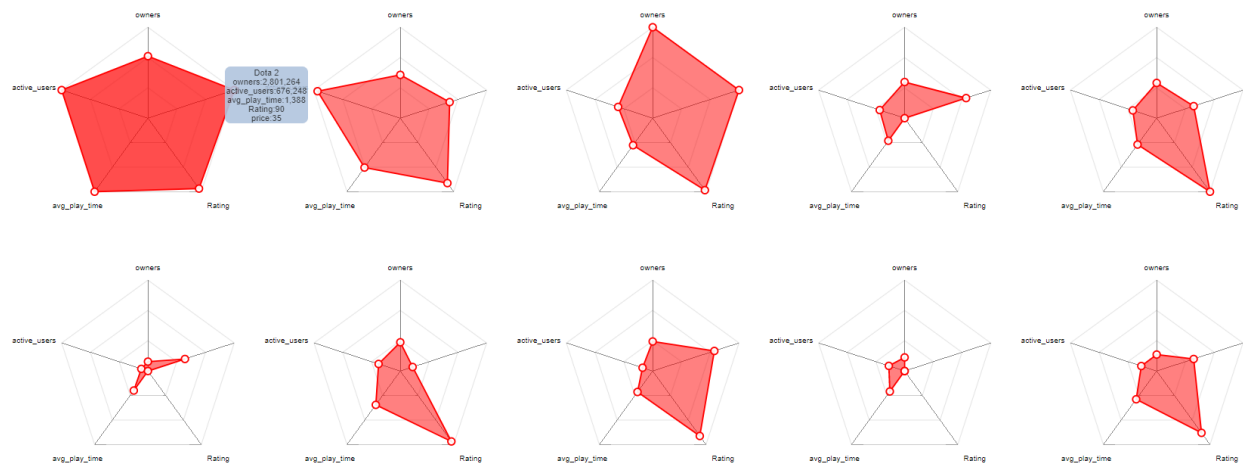 owners
owners
owners
owners
owners
active_users
Dota 2
owners:2,801,264
active_users:676,248
avg_play_time:1,388
Rating:90
price:35
active_users
active_users
active_users
active_users
avg_play_time
Rating
avg_play_time
Rating
avg_play_time
Rating
avg_play_time
Rating
avg_play_time
Rating
owners
owners
owners
owners
owners
active_users
active_users
active_users
active_users
active_users
avg_play_time
Rating
avg_play_time
Rating
avg_play_time
Rating
avg_play_time
Rating
avg_play_time
Rating